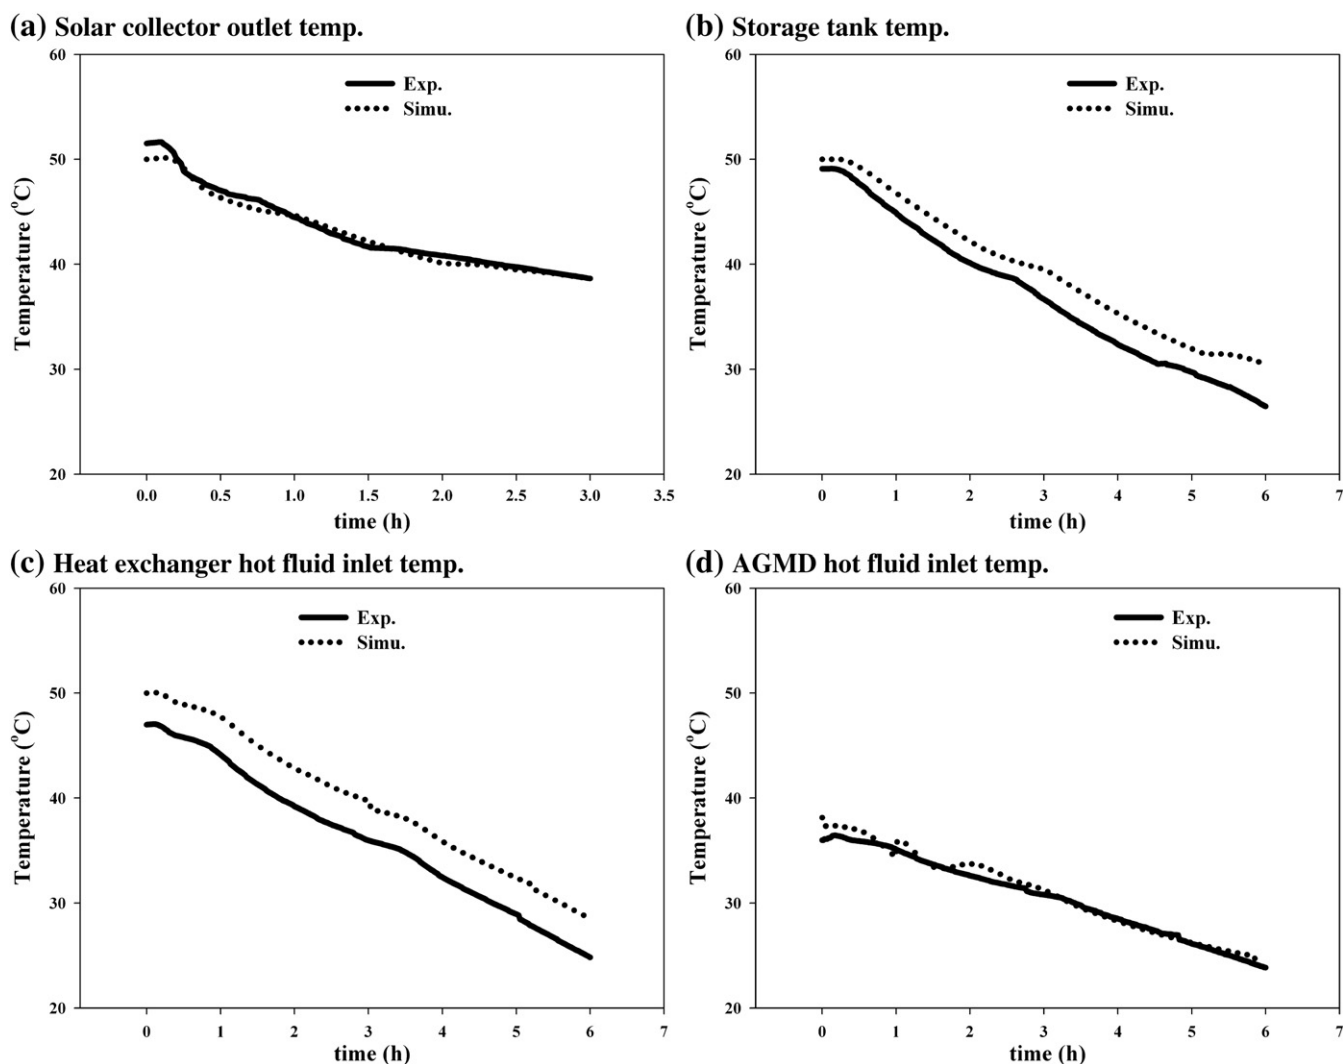 (a) Solar collector outlet temp.
60
50
40
30
20
Temperature (°C)
Exp.
Simu.
0.0 0.5 1.0 1.5 2.0 2.5 3.0 3.5
time (h)
(b) Storage tank temp.
60
50
40
30
20
Temperature (°C)
Exp.
Simu.
0 1 2 3 4 5 6 7
time (h)
(c) Heat exchanger hot fluid inlet temp.
60
50
40
30
20
Temperature (°C)
Exp.
Simu.
0 1 2 3 4 5 6 7
time (h)
(d) AGMD hot fluid inlet temp.
60
50
40
30
20
Temperature (°C)
Exp.
Simu.
0 1 2 3 4 5 6 7
time (h)